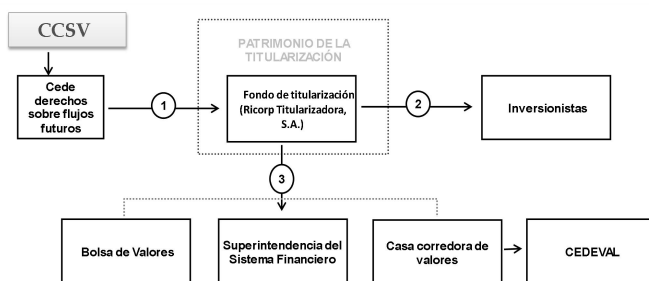 CCSV
PATRIMONIO DE LA
TITULARIZACIÓN
Cede
derechos
sobre flujos
futuros
1
Fondo de titularización
(Ricorp Titularizadora,
S.A.)
2
Inversionistas
3
Bolsa de Valores
Superintendencia del
Sistema Financiero
Casa corredora de
valores
CEDEVAL